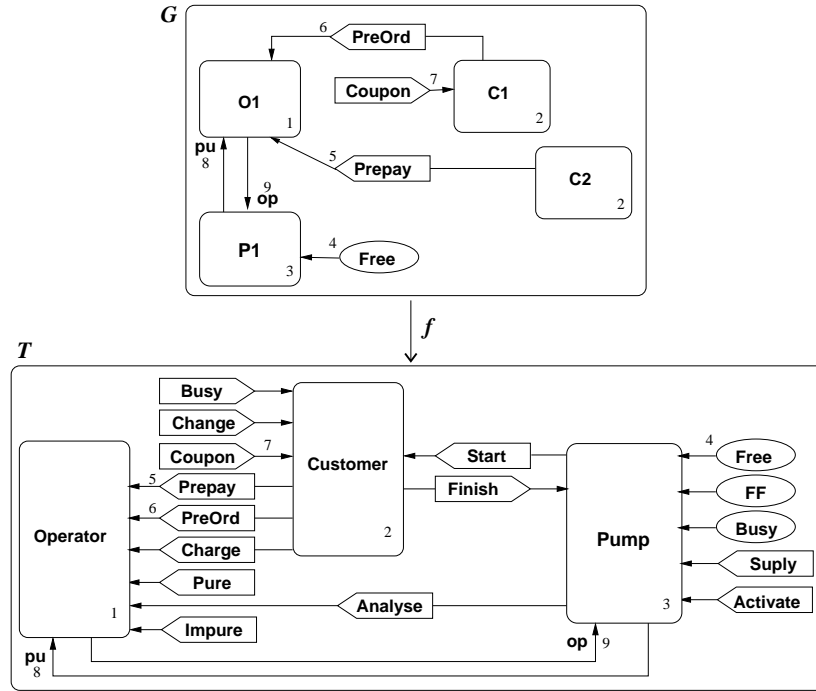 G
6
PreOrd
O1
1
Coupon
7
C1
2
pu
8
5
Prepay
C2
2
9
op
P1
3
4
Free
f
T
Busy
Change
Coupon
7
Customer
2
Start
Finish
4
Free
FF
Busy
Suply
Activate
Pump
3
Operator
1
5
Prepay
6
PreOrd
Charge
Pure
Analyse
Impure
pu
8
op
9